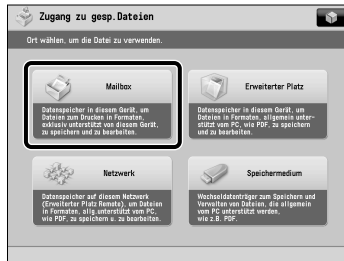 Zugang zu gesp.Dateien
Ort wählen, um die Datei zu verwenden.
Mailbox
Datenspeicher in diesem Gerät, um
Dateien zum Drucken in Formaten,
exklusiv unterstützt von diesem Gerät,
zu speichern und zu bearbeiten.
Erweiterter Platz
Datenspeicher in diesem Gerät, um
Dateien in Formaten, allgemein unter-
stützt vom PC, wie PDF, zu speichern
und zu bearbeiten.
Netzwerk
Datenspeicher auf diesem Netzwerk
(Erweiterter Platz Remote), um Dateien
in Formaten, allg.unterstützt vom PC,
wie PDF, zu speichern u. zu bearbeiten.
Speichermedium
Wechseldatenträger zum Speichern und
Verwalten von Dateien, die allgemein
vom PC unterstützt werden,
wie z.B. PDF.